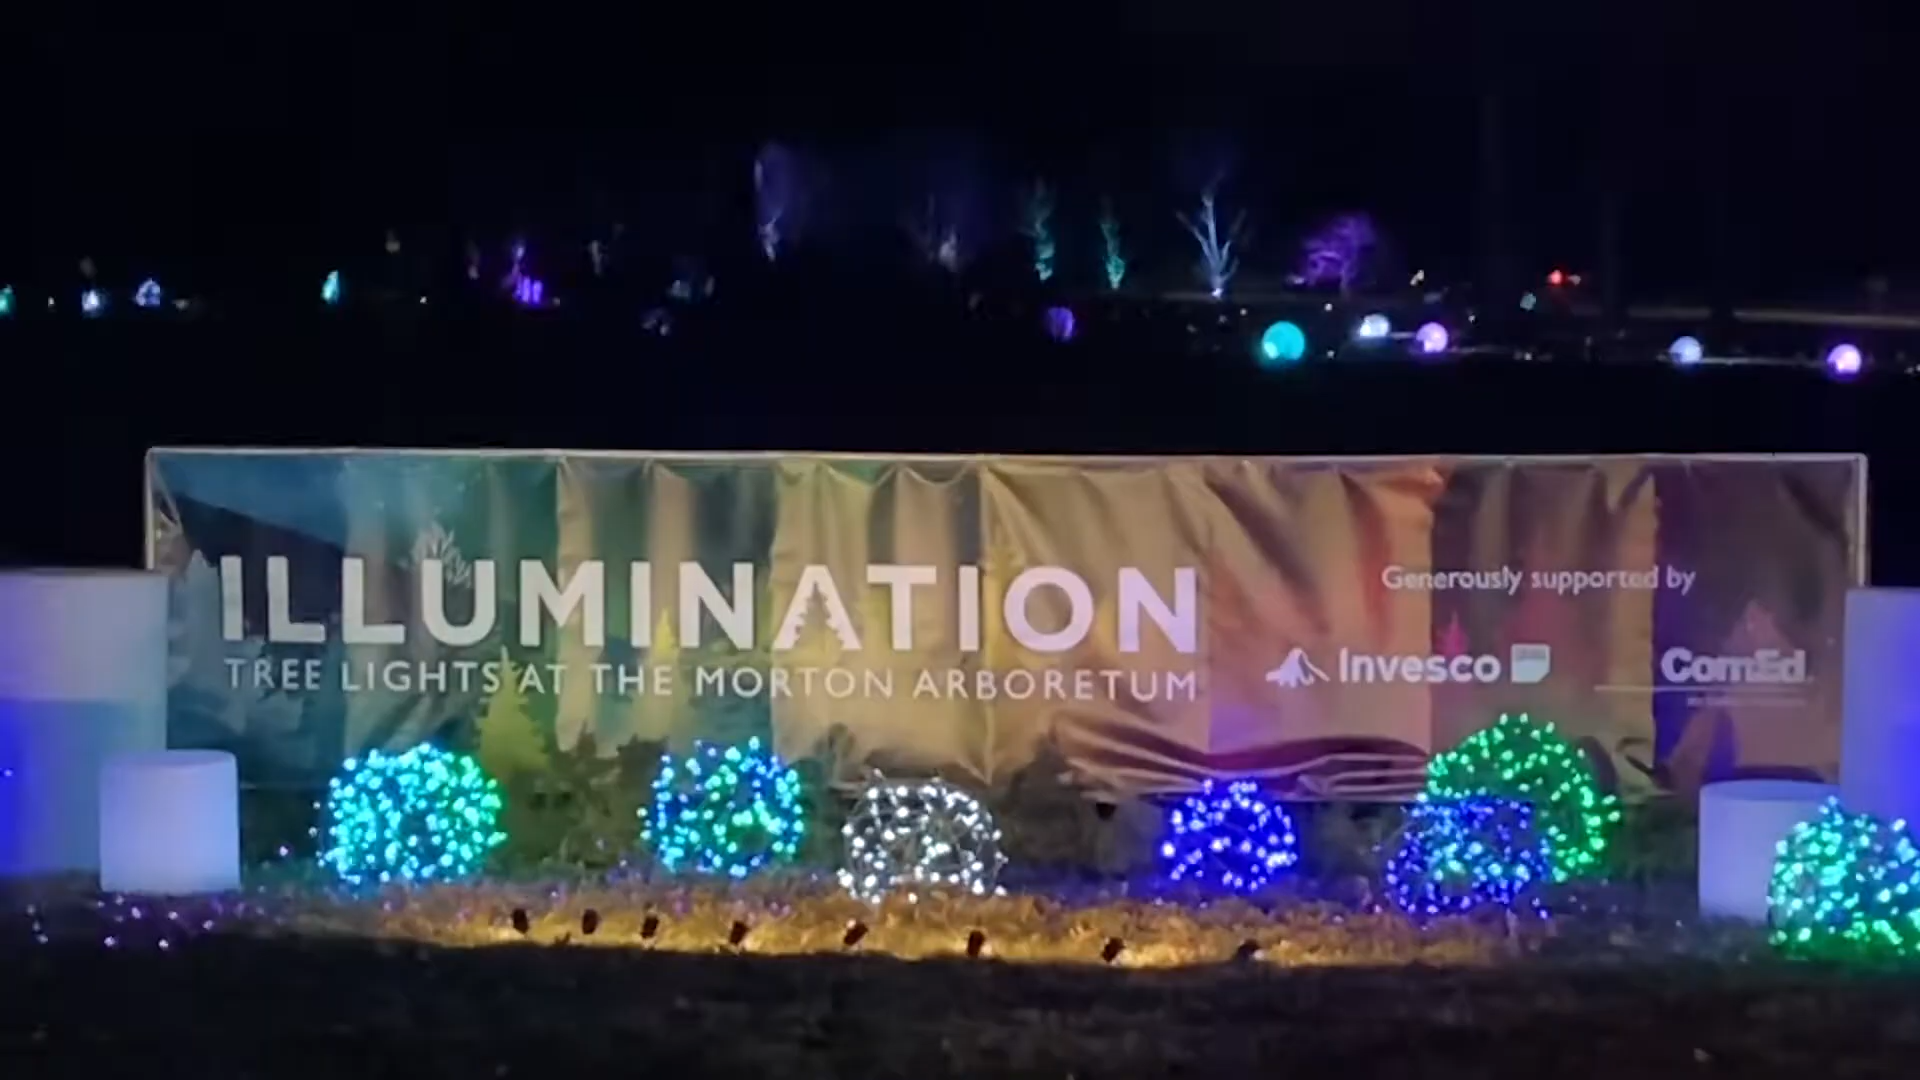 ILLUMINATION
TREE LIGHTS AT THE MORTON ARBORETUM
Generously supported by
Invesco
ComEd